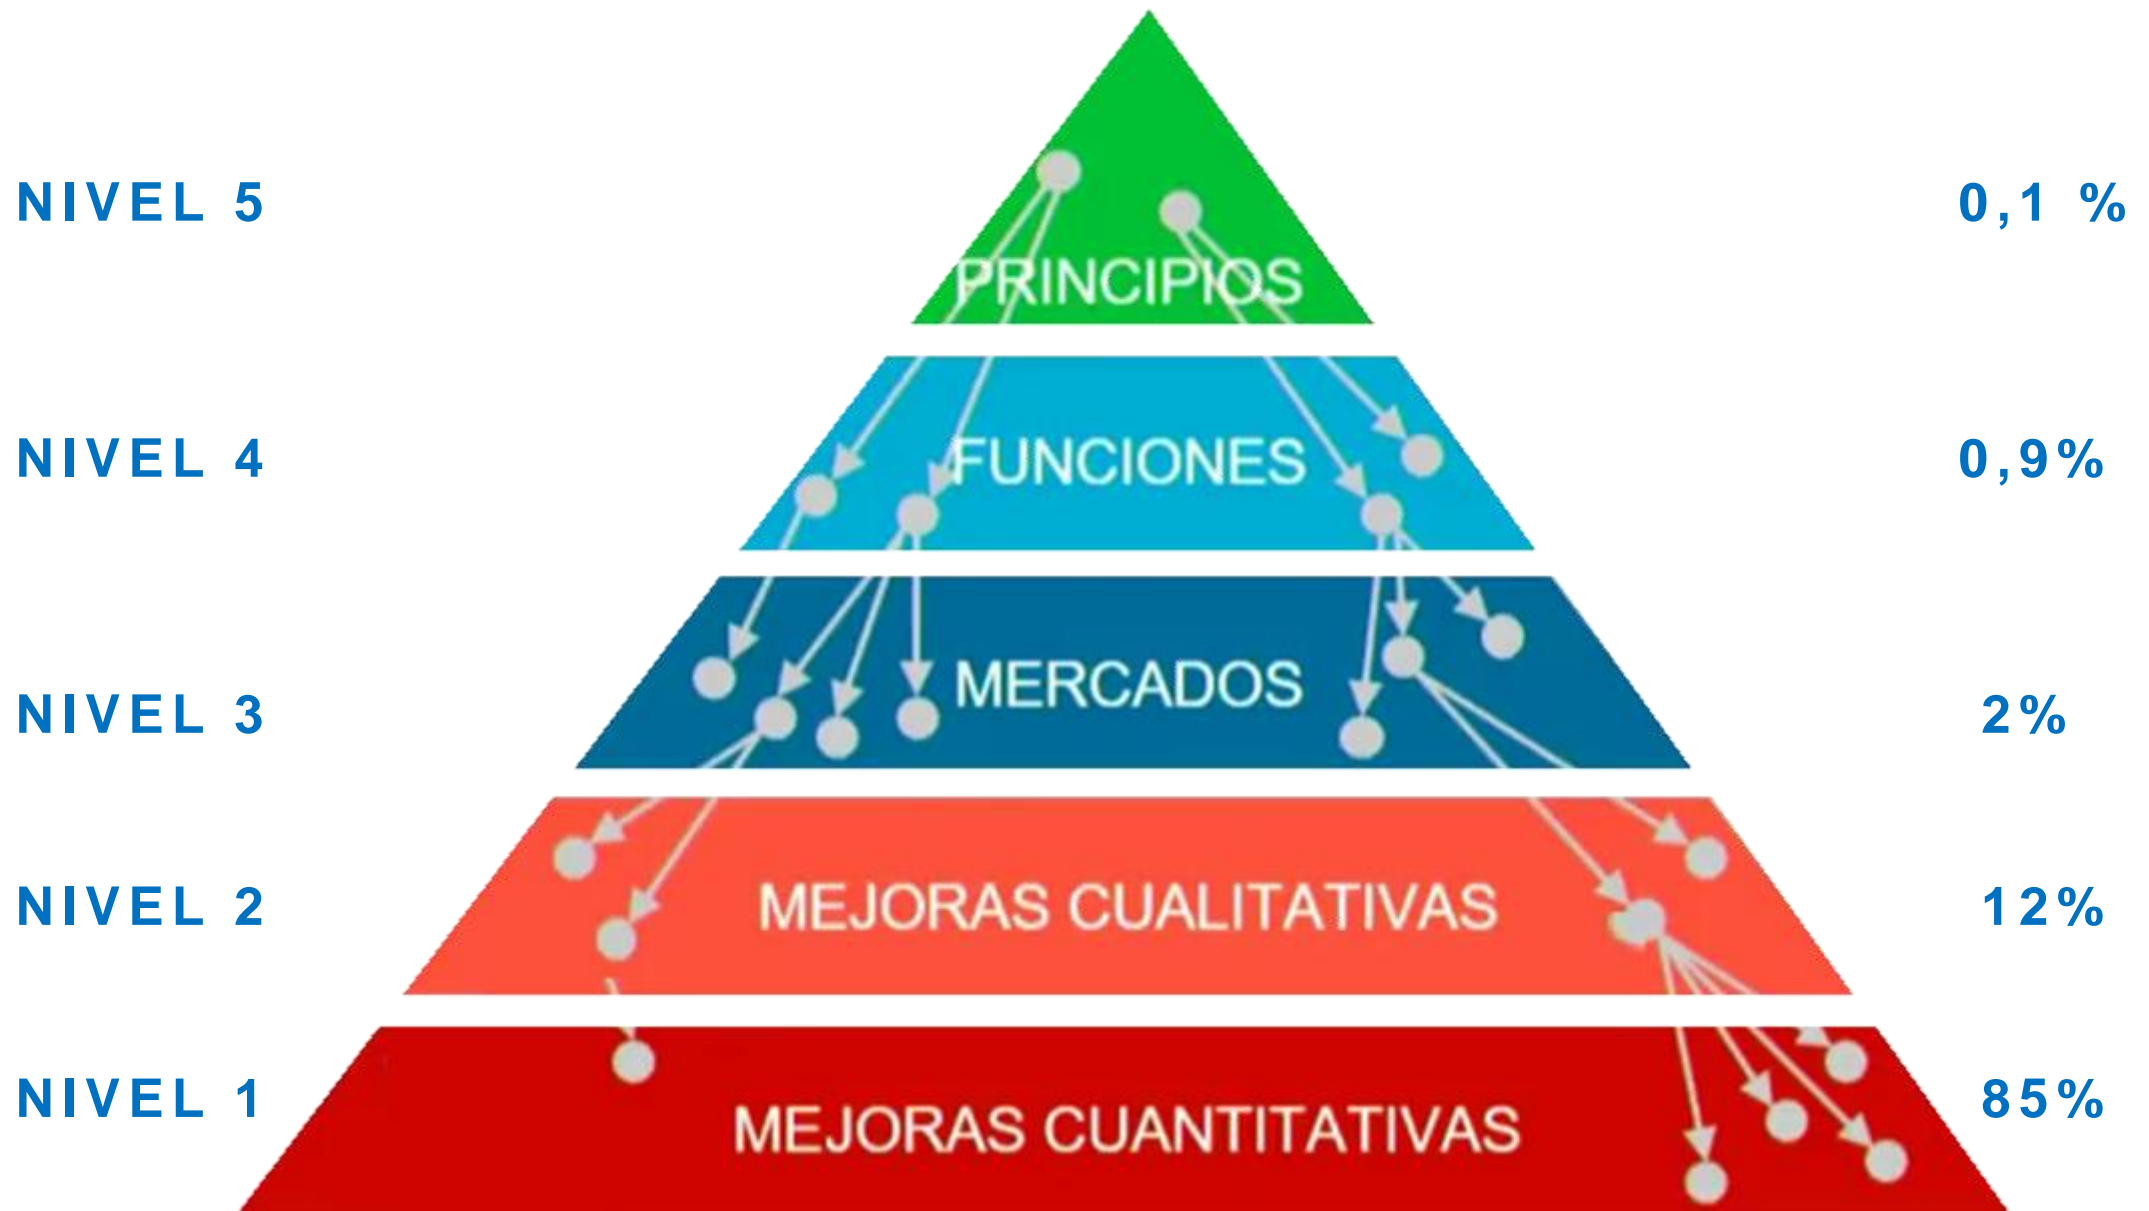 NIVEL 5 PRINCIPIOS 0,1 %
NIVEL 4 FUNCIONES 0,9%
NIVEL 3 MERCADOS 2%
NIVEL 2 MEJORAS CUALITATIVAS 12%
NIVEL 1 MEJORAS CUANTITATIVAS 85%